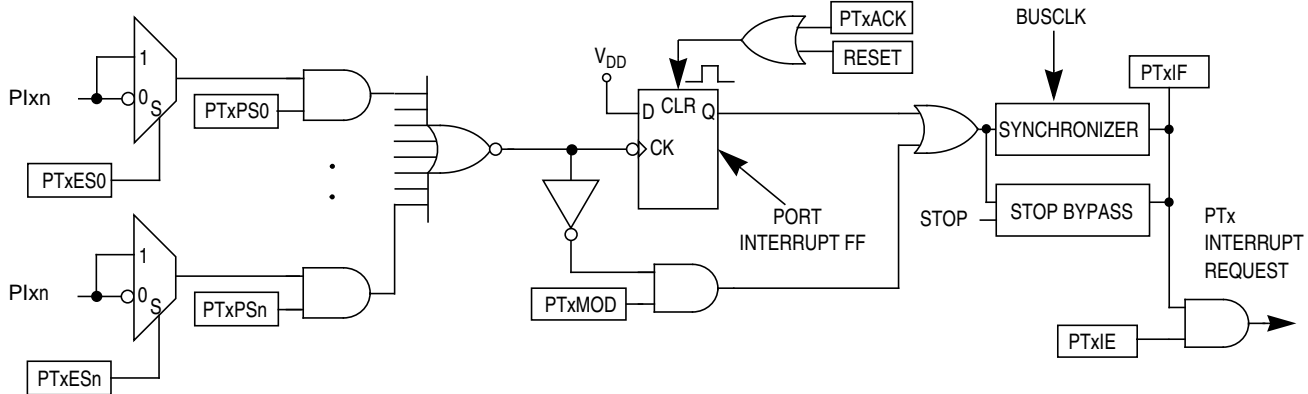 PIxn
1
0
S
PTxPS0
PTxES0
PIxn
1
0
S
PTxPSn
PTxESn
VDD
D CLR Q
CK
PTxACK
RESET
PORT
INTERRUPT FF
PTxMOD
BUSCLK
SYNCHRONIZER
STOP
STOP BYPASS
PTxIF
PTx
INTERRUPT
REQUEST
PTxIE